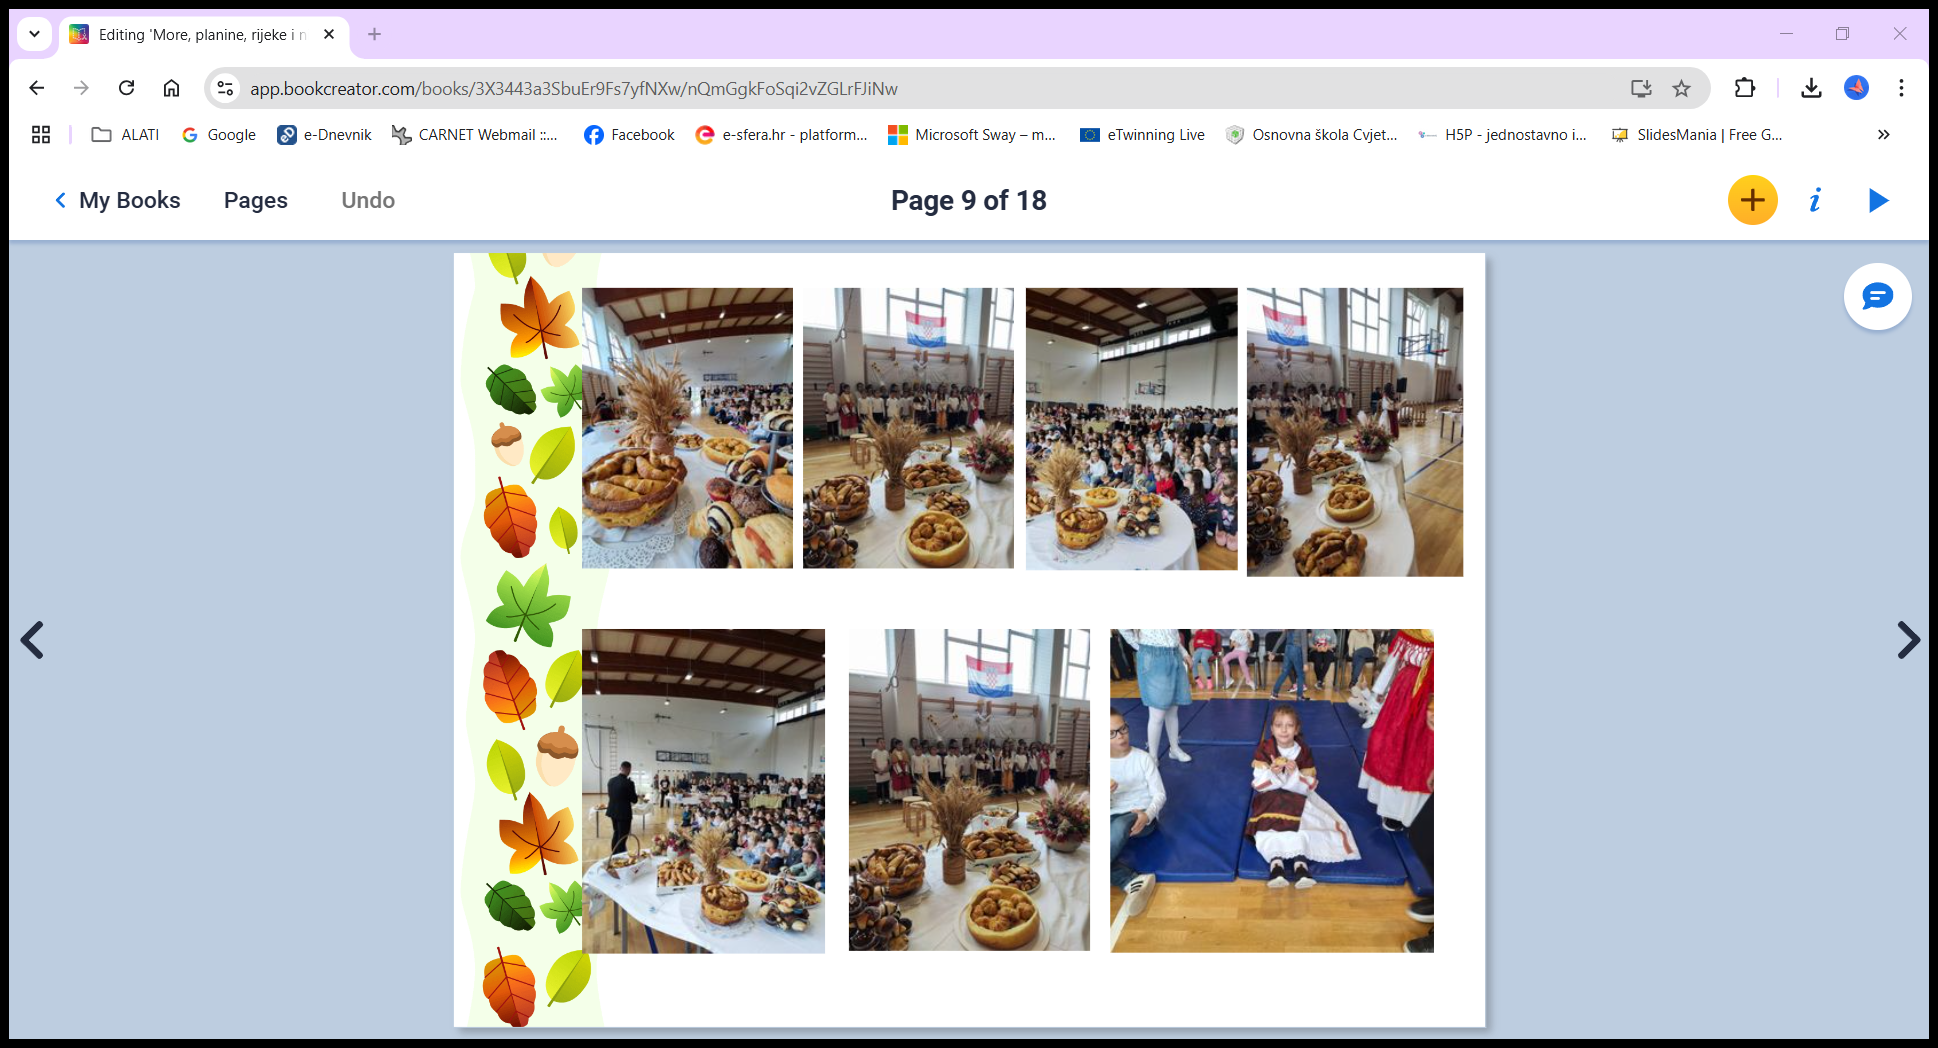 Editing 'More, planine, rijeke i n
app.bookcreator.com/books/3X3443a3SbuEr9Fs7yfNXw/nQmGgkFoSqi2vZGLrFJiNw
ALATI Google e-Dnevnik CARNET Webmail ::... Facebook e-sfera.hr - platform... Microsoft Sway – m... eTwinning Live Osnovna škola Cvjet... H5P - jednostavno i... SlidesMania | Free G...
My Books Pages Undo Page 9 of 18